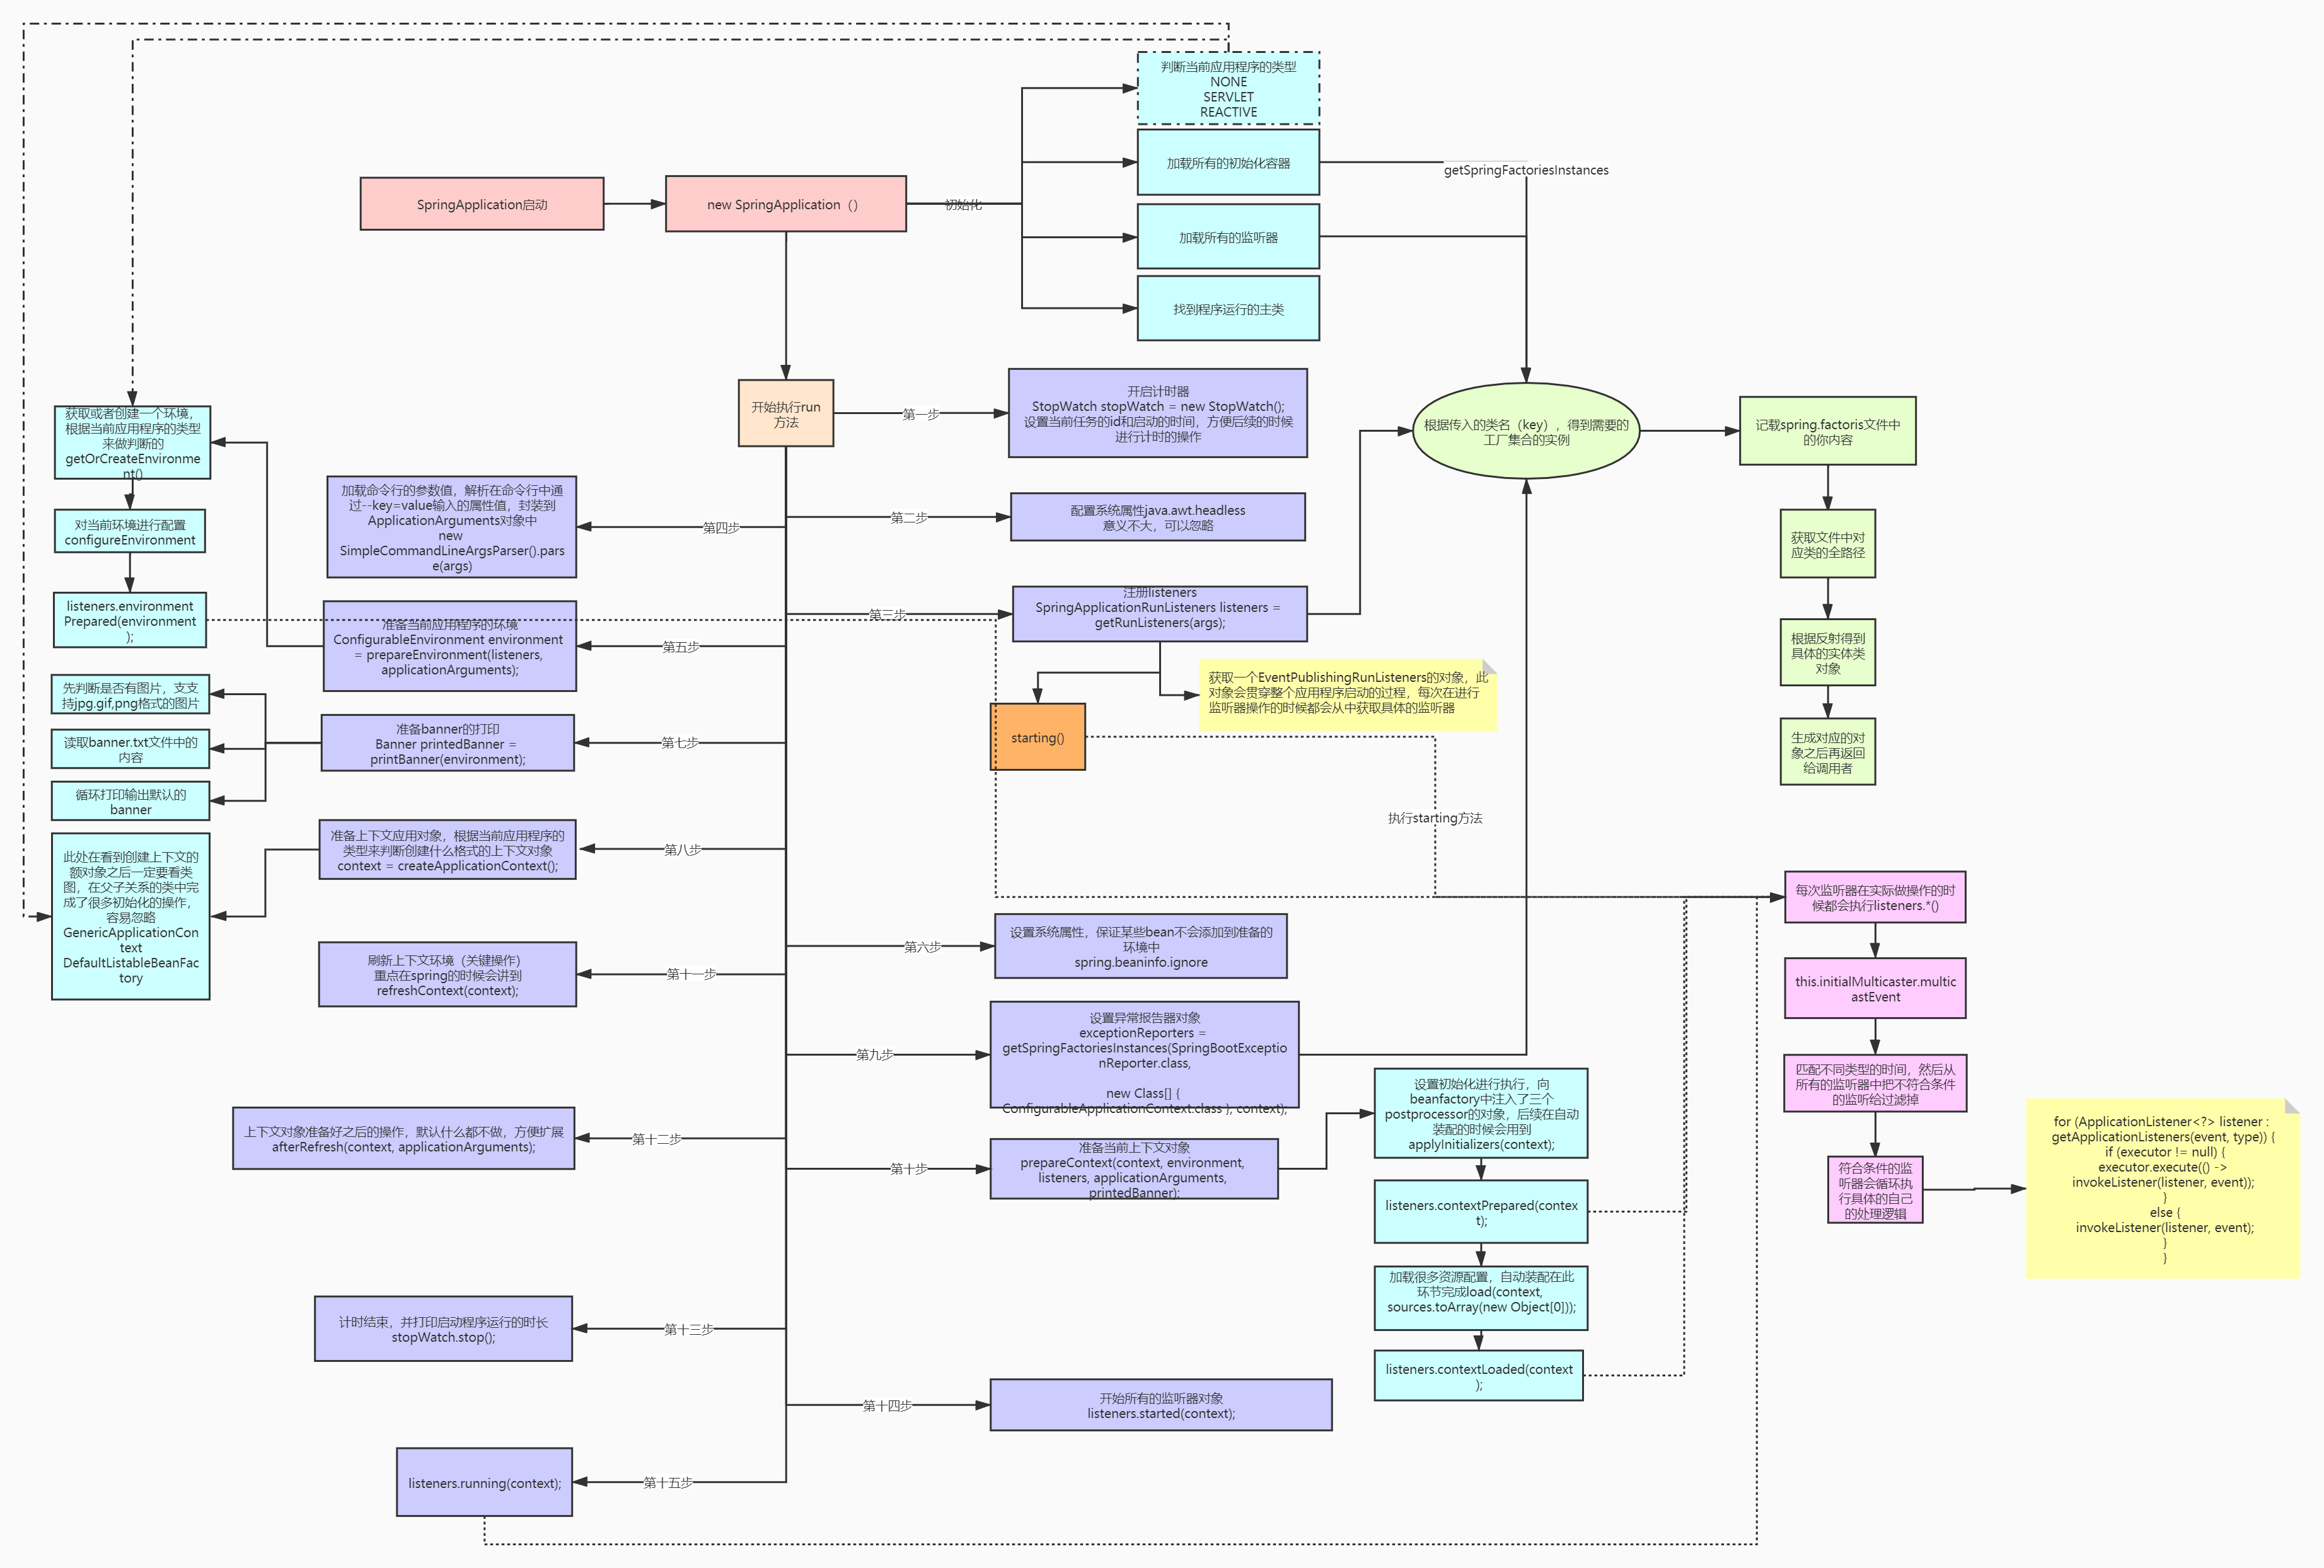 判断当前应用程序的类型
NONE
SERVLET
REACTIVE
加载所有的初始化容器
getSpringFactoriesInstances
SpringApplication启动
new SpringApplication（）
初始化
加载所有的监听器
找到程序运行的主类
开始执行run
方法
第一步
开启计时器
StopWatch stopWatch = new StopWatch();
设置当前任务的id和启动的时间，方便后续的时候
进行计时的操作
根据传入的类名（key），得到需要的
工厂集合的实例
记载spring.factoris文件中
的你内容
获取文件中对
应类的全路径
根据反射得到
具体的实体类
对象
生成对应的对
象之后再返回
给调用者
获取或者创建一个环境，
根据当前应用程序的类型
来做判断的
getOrCreateEnvironme
nt()
对当前环境进行配置
configureEnvironment
listeners.environment
Prepared(environment
);
第二步
配置系统属性java.awt.headless
意义不大，可以忽略
第四步
加载命令行的参数值，解析在命令行中通
过--key=value输入的属性值，封装到
ApplicationArguments对象中
new
SimpleCommandLineArgsParser().pars
e(args)
第三步
注册listeners
SpringApplicationRunListeners listeners =
getRunListeners(args);
第五步
准备当前应用程序的环境
ConfigurableEnvironment environment
= prepareEnvironment(listeners,
applicationArguments);
获取一个EventPublishingRunListeners的对象，此
对象会贯穿整个应用程序启动的过程，每次在进行
监听器操作的时候都会从中获取具体的监听器
starting()
执行starting方法
先判断是否有图片，支支
持jpg.gif,png格式的图片
读取banner.txt文件中的
内容
循环打印输出默认的
banner
第七步
准备banner的打印
Banner printedBanner =
printBanner(environment);
第八步
准备上下文应用对象，根据当前应用程序的
类型来判断创建什么格式的上下文对象
context = createApplicationContext();
此处在看到创建上下文的
额对象之后一定要看类
图，在父子关系的类中完
成了很多初始化的操作，
容易忽略
GenericApplicationCon
text
DefaultListableBeanFac
tory
第六步
设置系统属性，保证某些bean不会添加到准备的
环境中
spring.beaninfo.ignore
第十一步
刷新上下文环境（关键操作）
重点在spring的时候会讲到
refreshContext(context);
第九步
设置异常报告器对象
exceptionReporters =
getSpringFactoriesInstances(SpringBootExceptio
nReporter.class,
new Class[] {
ConfigurableApplicationContext.class }, context);
第十二步
上下文对象准备好之后的操作，默认什么都不做，方便扩展
afterRefresh(context, applicationArguments);
第十步
准备当前上下文对象
prepareContext(context, environment,
listeners, applicationArguments,
printedBanner);
设置初始化进行执行，向
beanfactory中注入了三个
postprocessor的对象，后续在自动
装配的时候会用到
applyInitializers(context);
listeners.contextPrepared(contex
t);
加载很多资源配置，自动装配在此
环节完成load(context,
sources.toArray(new Object[0]));
listeners.contextLoaded(context
);
每次监听器在实际做操作的时
候都会执行listeners.*()
this.initialMulticaster.multic
astEvent
匹配不同类型的时间，然后从
所有的监听器中把不符合条件
的监听给过滤掉
符合条件的监
听器会循环执
行具体的自己
的处理逻辑
for (ApplicationListener<?> listener :
getApplicationListeners(event, type)) {
if (executor != null) {
executor.execute(() ->
invokeListener(listener, event));
}
else {
invokeListener(listener, event);
}
}
第十三步
计时结束，并打印启动程序运行的时长
stopWatch.stop();
第十四步
开始所有的监听器对象
listeners.started(context);
第十五步
listeners.running(context);